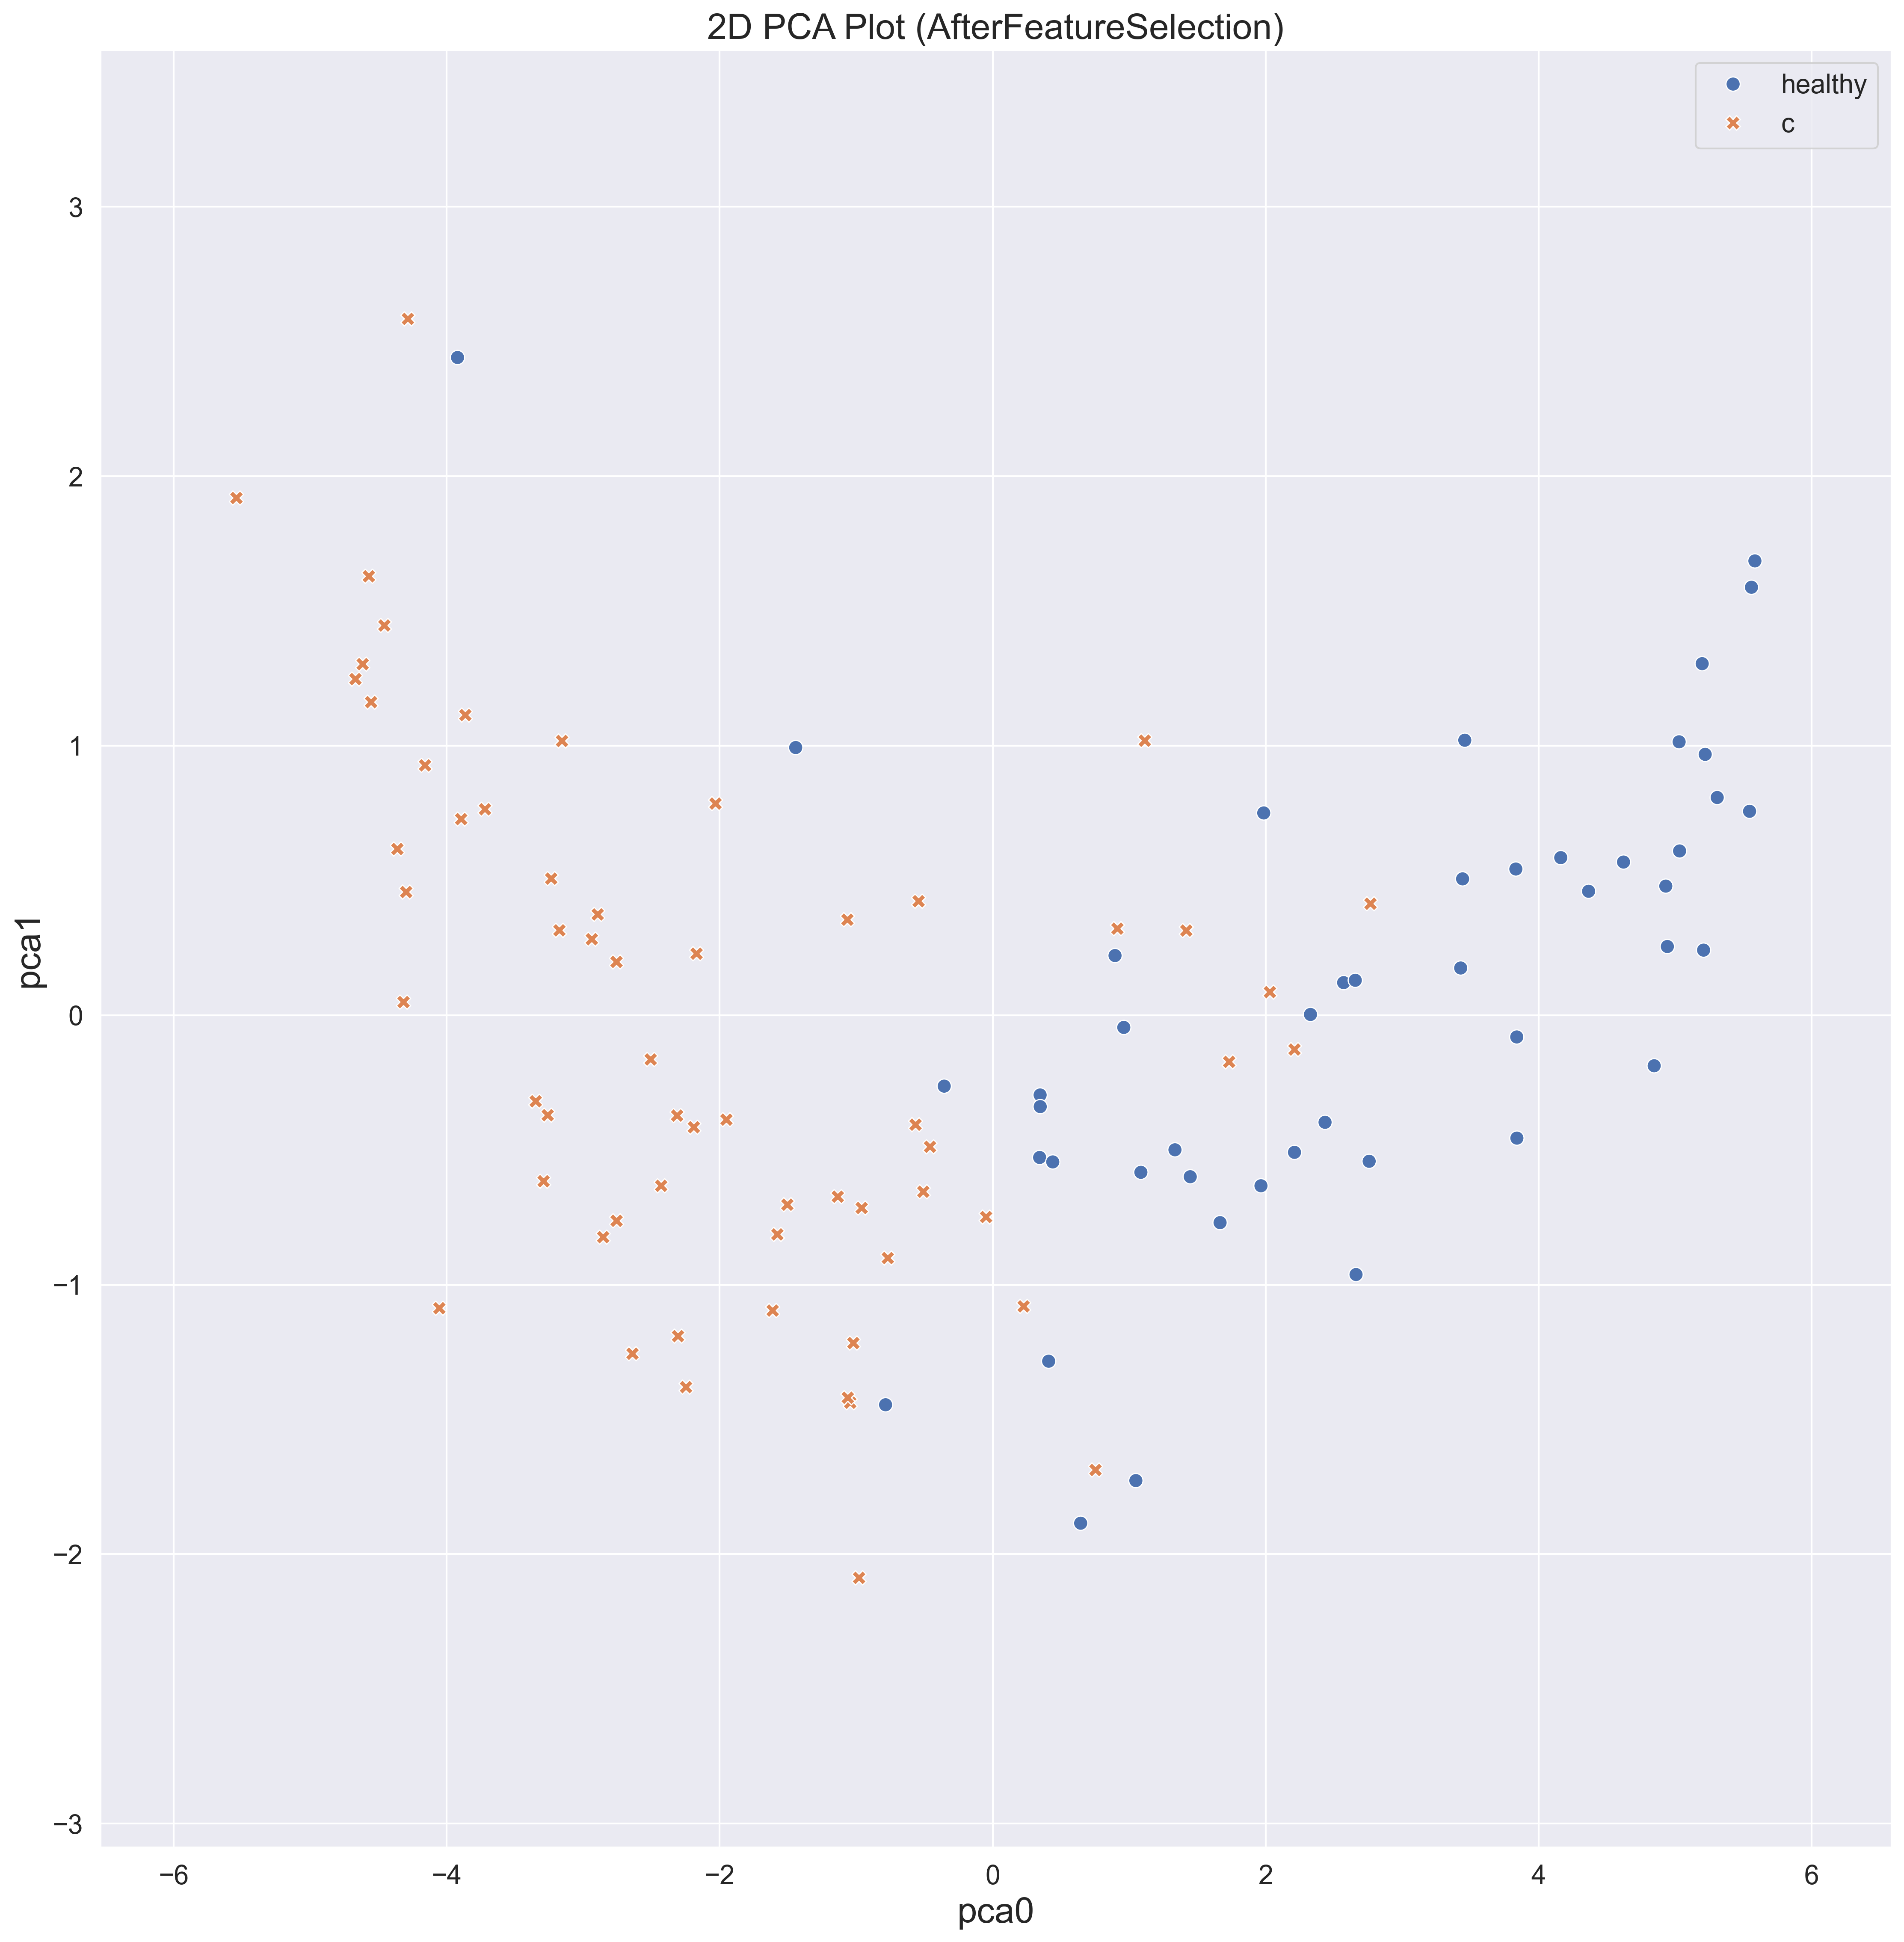 2D PCA Plot (AfterFeatureSelection)
healthy
c
3
2
1
0
−1
−2
−3
pca1
−6 −4 −2 0 2 4 6
pca0